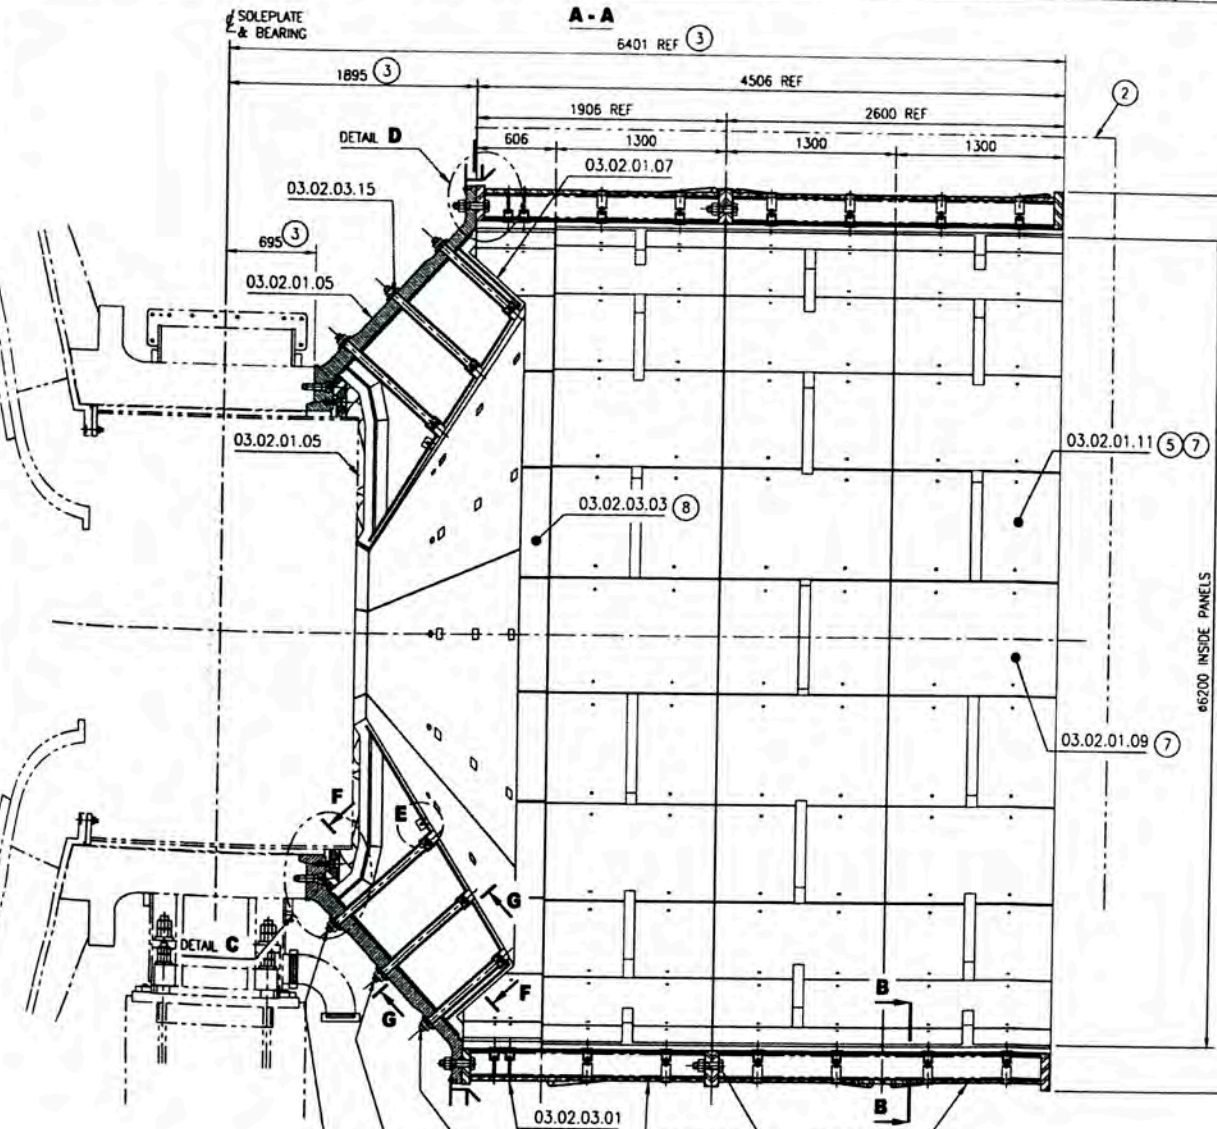 ℄ SOLEPLATE
& BEARING
A - A
6401 REF 3
1895 3
4506 REF
2
1906 REF
2600 REF
DETAIL D
606
1300
1300
1300
03.02.01.07
03.02.03.15
695 3
03.02.01.05
03.02.01.05
03.02.01.11 5 7
03.02.03.03 8
ø6200 INSIDE PANELS
03.02.01.09 7
F
E
G
DETAIL C
F
G
B
03.02.03.01
B